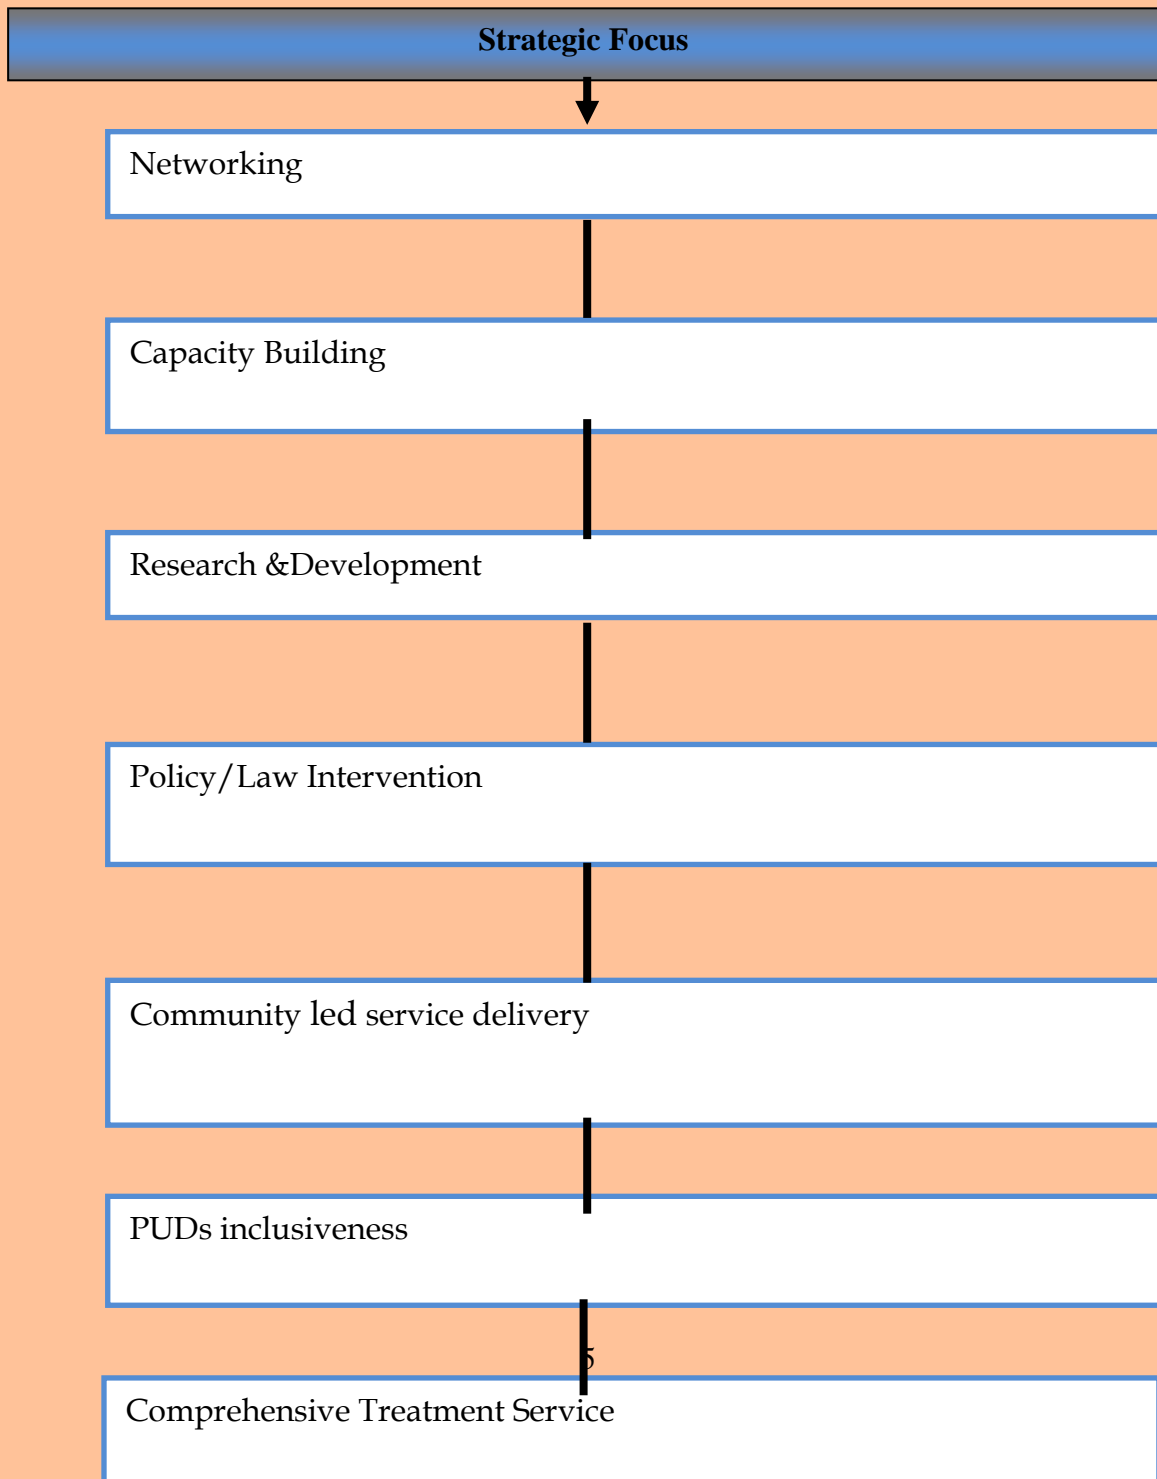 Strategic Focus
Networking
Capacity Building
Research &Development
Policy/Law Intervention
Community led service delivery
PUDs inclusiveness
5
Comprehensive Treatment Service